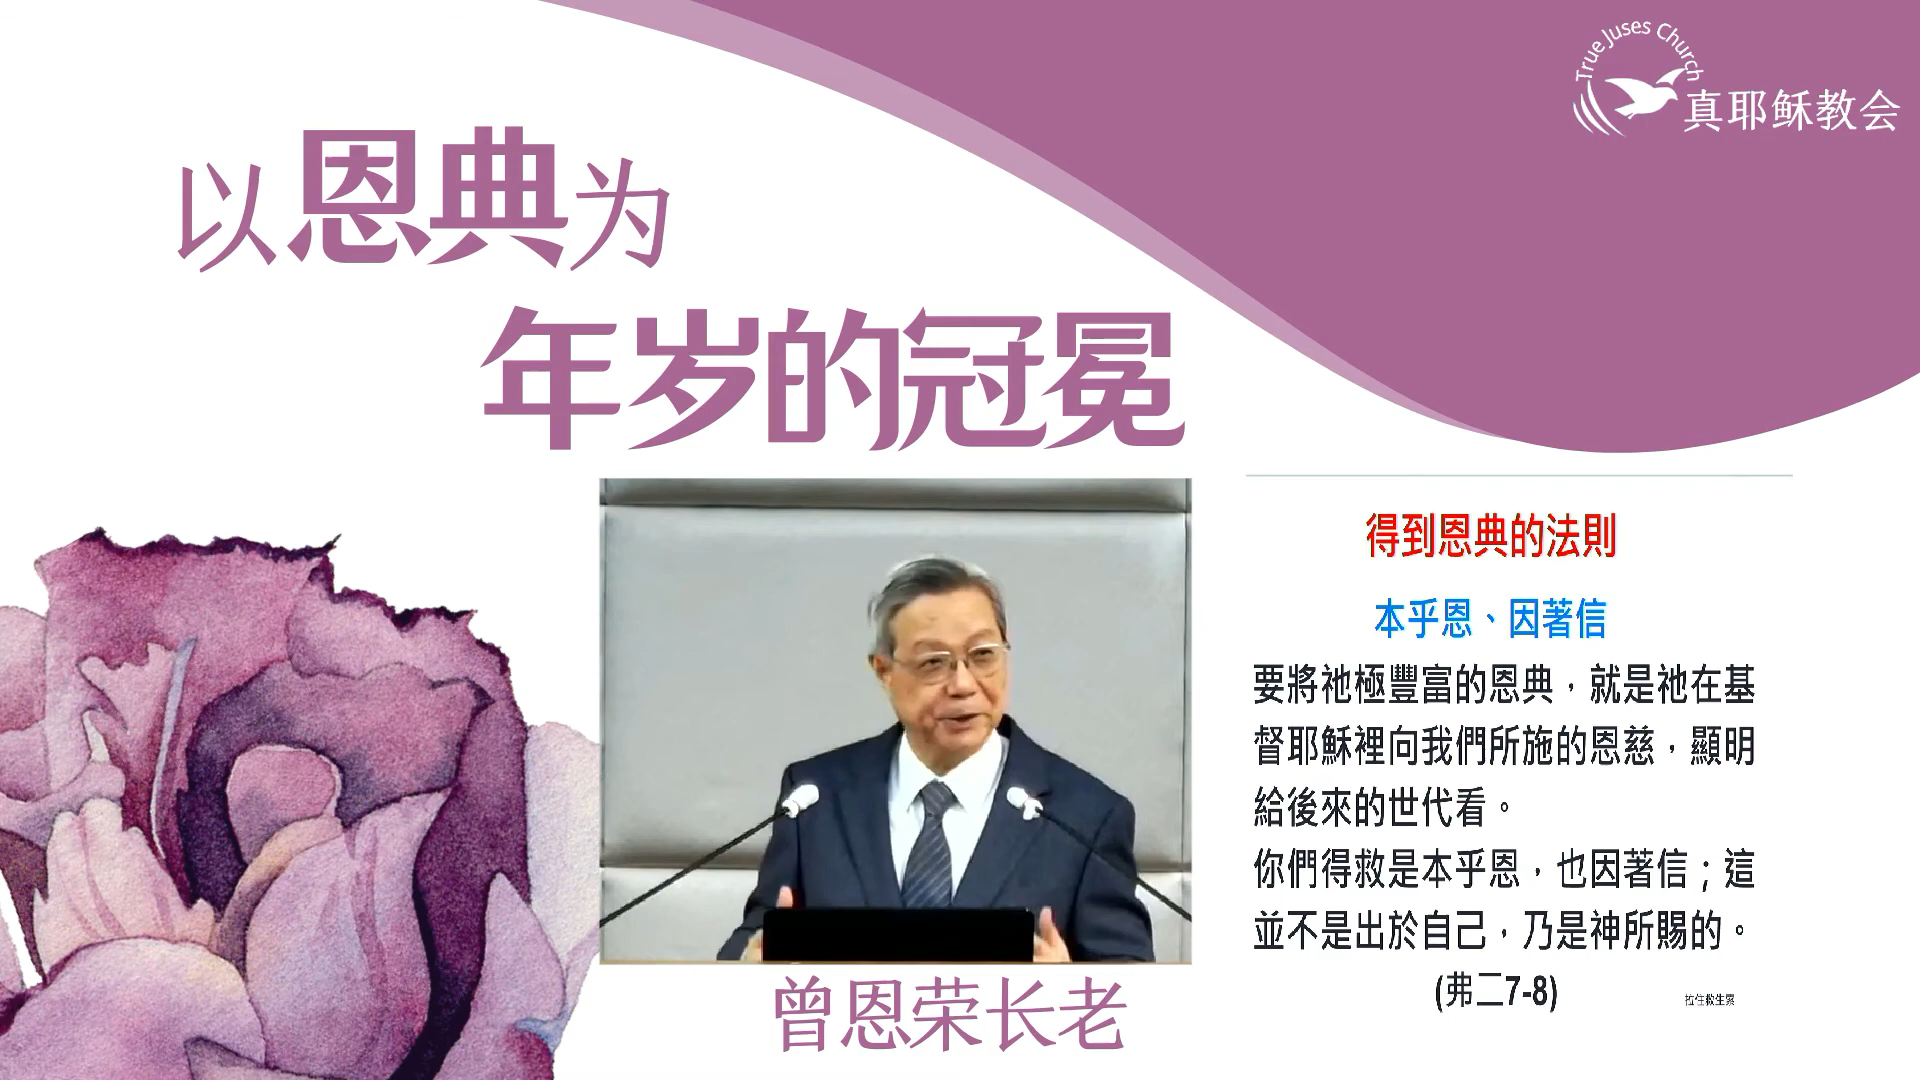 True Juses Church
真耶稣教会
以恩典为
年岁的冠冕
得到恩典的法則
本乎恩、因著信
要將祂極豐富的恩典，就是祂在基
督耶穌裡向我們所施的恩慈，顯明
給後來的世代看。
你們得救是本乎恩，也因著信；這
並不是出於自己，乃是神所賜的。
(弗二7-8)
拉住救生索
曾恩荣长老